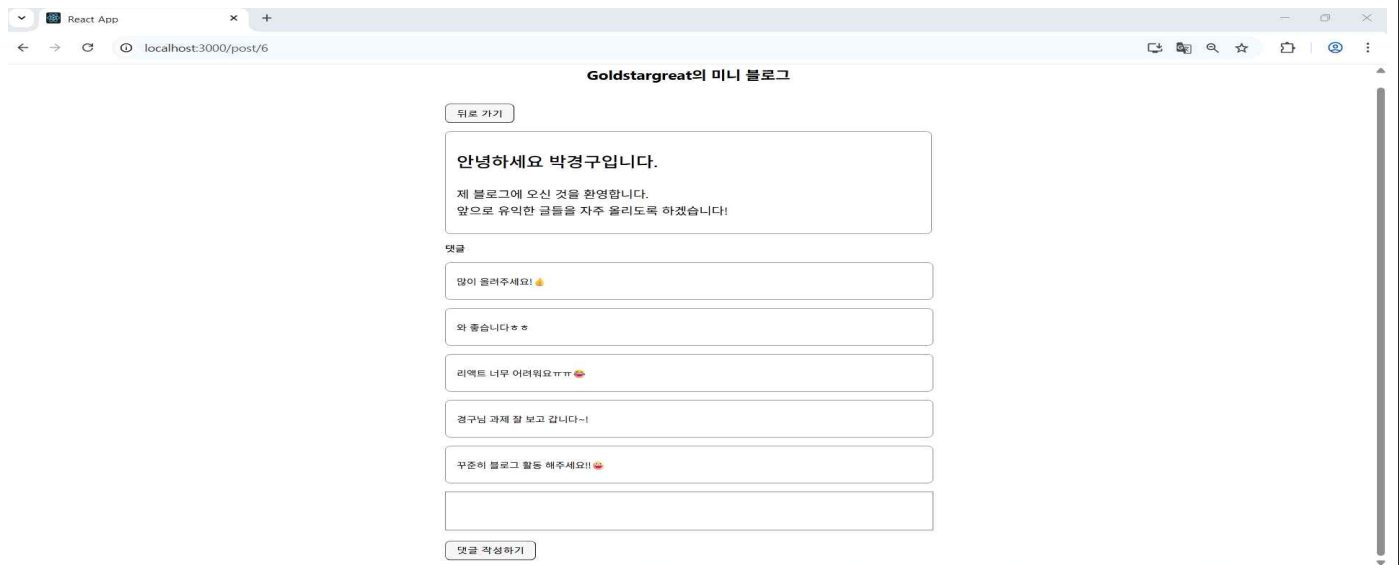 React App
localhost:3000/post/6
Goldstargreat의 미니 블로그
뒤로 가기
안녕하세요 박경구입니다.
제 블로그에 오신 것을 환영합니다.
앞으로 유익한 글들을 자주 올리도록 하겠습니다!
댓글
많이 올려주세요!👍
와 좋습니다ㅎㅎ
리액트 너무 어려워요ㅠㅠ
경구님 과제 잘 보고 갑니다~!
꾸준히 블로그 활동 해주세요!!
댓글 작성하기